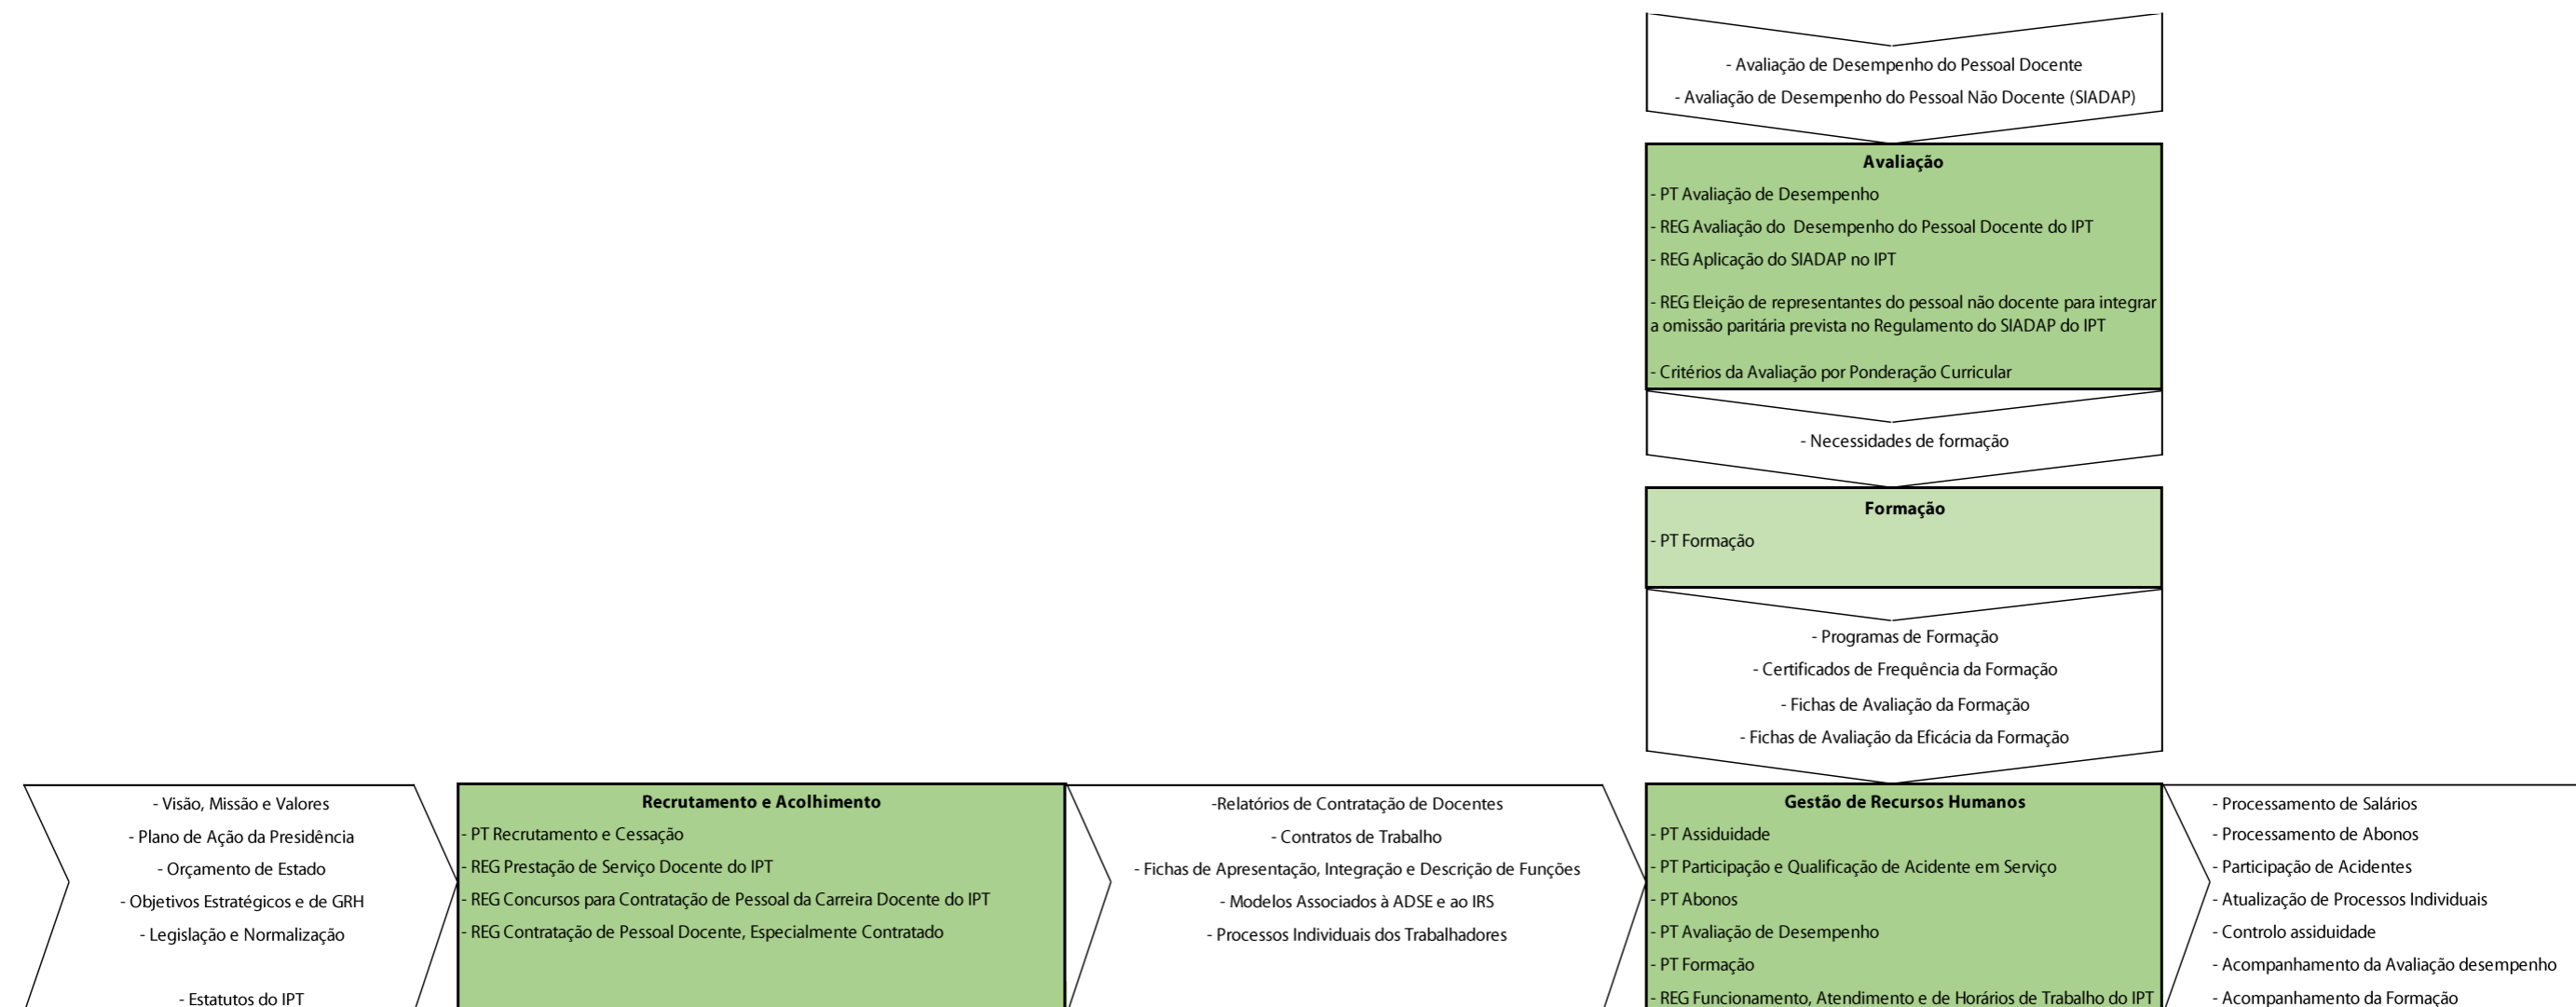 - Avaliação de Desempenho do Pessoal Docente
- Avaliação de Desempenho do Pessoal Não Docente (SIADAP)
Avaliação
- PT Avaliação de Desempenho
- REG Avaliação do  Desempenho do Pessoal Docente do IPT
- REG Aplicação do SIADAP no IPT
- REG Eleição de representantes do pessoal não docente para integrar
a omissão paritária prevista no Regulamento do SIADAP do IPT
- Critérios da Avaliação por Ponderação Curricular
- Necessidades de formação
Formação
- PT Formação
- Programas de Formação
- Certificados de Frequência da Formação
- Fichas de Avaliação da Formação
- Fichas de Avaliação da Eficácia da Formação
- Visão, Missão e Valores
- Plano de Ação da Presidência
- Orçamento de Estado
- Objetivos Estratégicos e de GRH
- Legislação e Normalização
- Estatutos do IPT
Recrutamento e Acolhimento
- PT Recrutamento e Cessação
- REG Prestação de Serviço Docente do IPT
- REG Concursos para Contratação de Pessoal da Carreira Docente do IPT
- REG Contratação de Pessoal Docente, Especialmente Contratado
-Relatórios de Contratação de Docentes
- Contratos de Trabalho
- Fichas de Apresentação, Integração e Descrição de Funções
- Modelos Associados à ADSE e ao IRS
- Processos Individuais dos Trabalhadores
Gestão de Recursos Humanos
- PT Assiduidade
- PT Participação e Qualificação de Acidente em Serviço
- PT Abonos
- PT Avaliação de Desempenho
- PT Formação
- REG Funcionamento, Atendimento e de Horários de Trabalho do IPT
- Processamento de Salários
- Processamento de Abonos
- Participação de Acidentes
- Atualização de Processos Individuais
- Controlo assiduidade
- Acompanhamento da Avaliação desempenho
- Acompanhamento da Formação